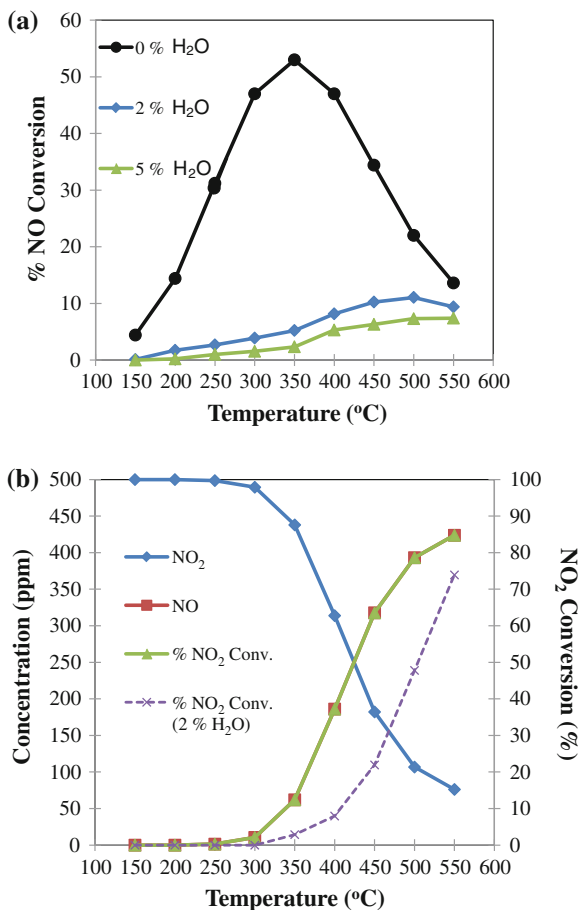 (a)
60
50
40
30
20
10
0
% NO Conversion
0 % H₂O
2 % H₂O
5 % H₂O
100 150 200 250 300 350 400 450 500 550 600
Temperature (°C)
(b)
500
450
400
350
300
250
200
150
100
50
0
Concentration (ppm)
NO₂
NO
% NO₂ Conv.
% NO₂ Conv.
(2 % H₂O)
100
90
80
70
60
50
40
30
20
10
0
NO₂ Conversion (%)
100 150 200 250 300 350 400 450 500 550 600
Temperature (°C)